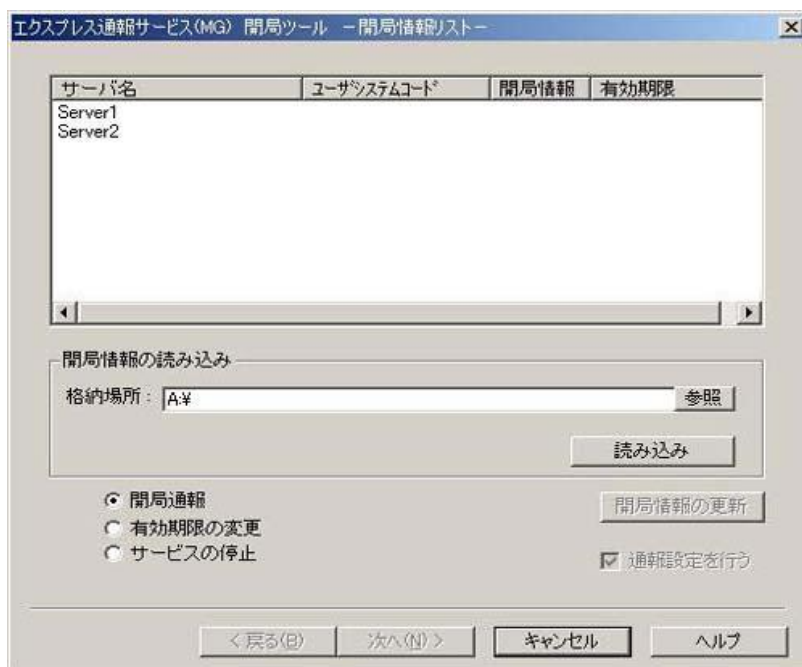 エクスプレス通報サービス(MG) 開局ツール －開局情報リスト－
サーバ名 ユーザシステムコード 開局情報 有効期限
Server1
Server2
開局情報の読み込み
格納場所： A:¥ 参照
読み込み
開局通報 開局情報の更新
有効期限の変更
サービスの停止 通報設定を行う
< 戻る(B) 次へ(N) > キャンセル ヘルプ